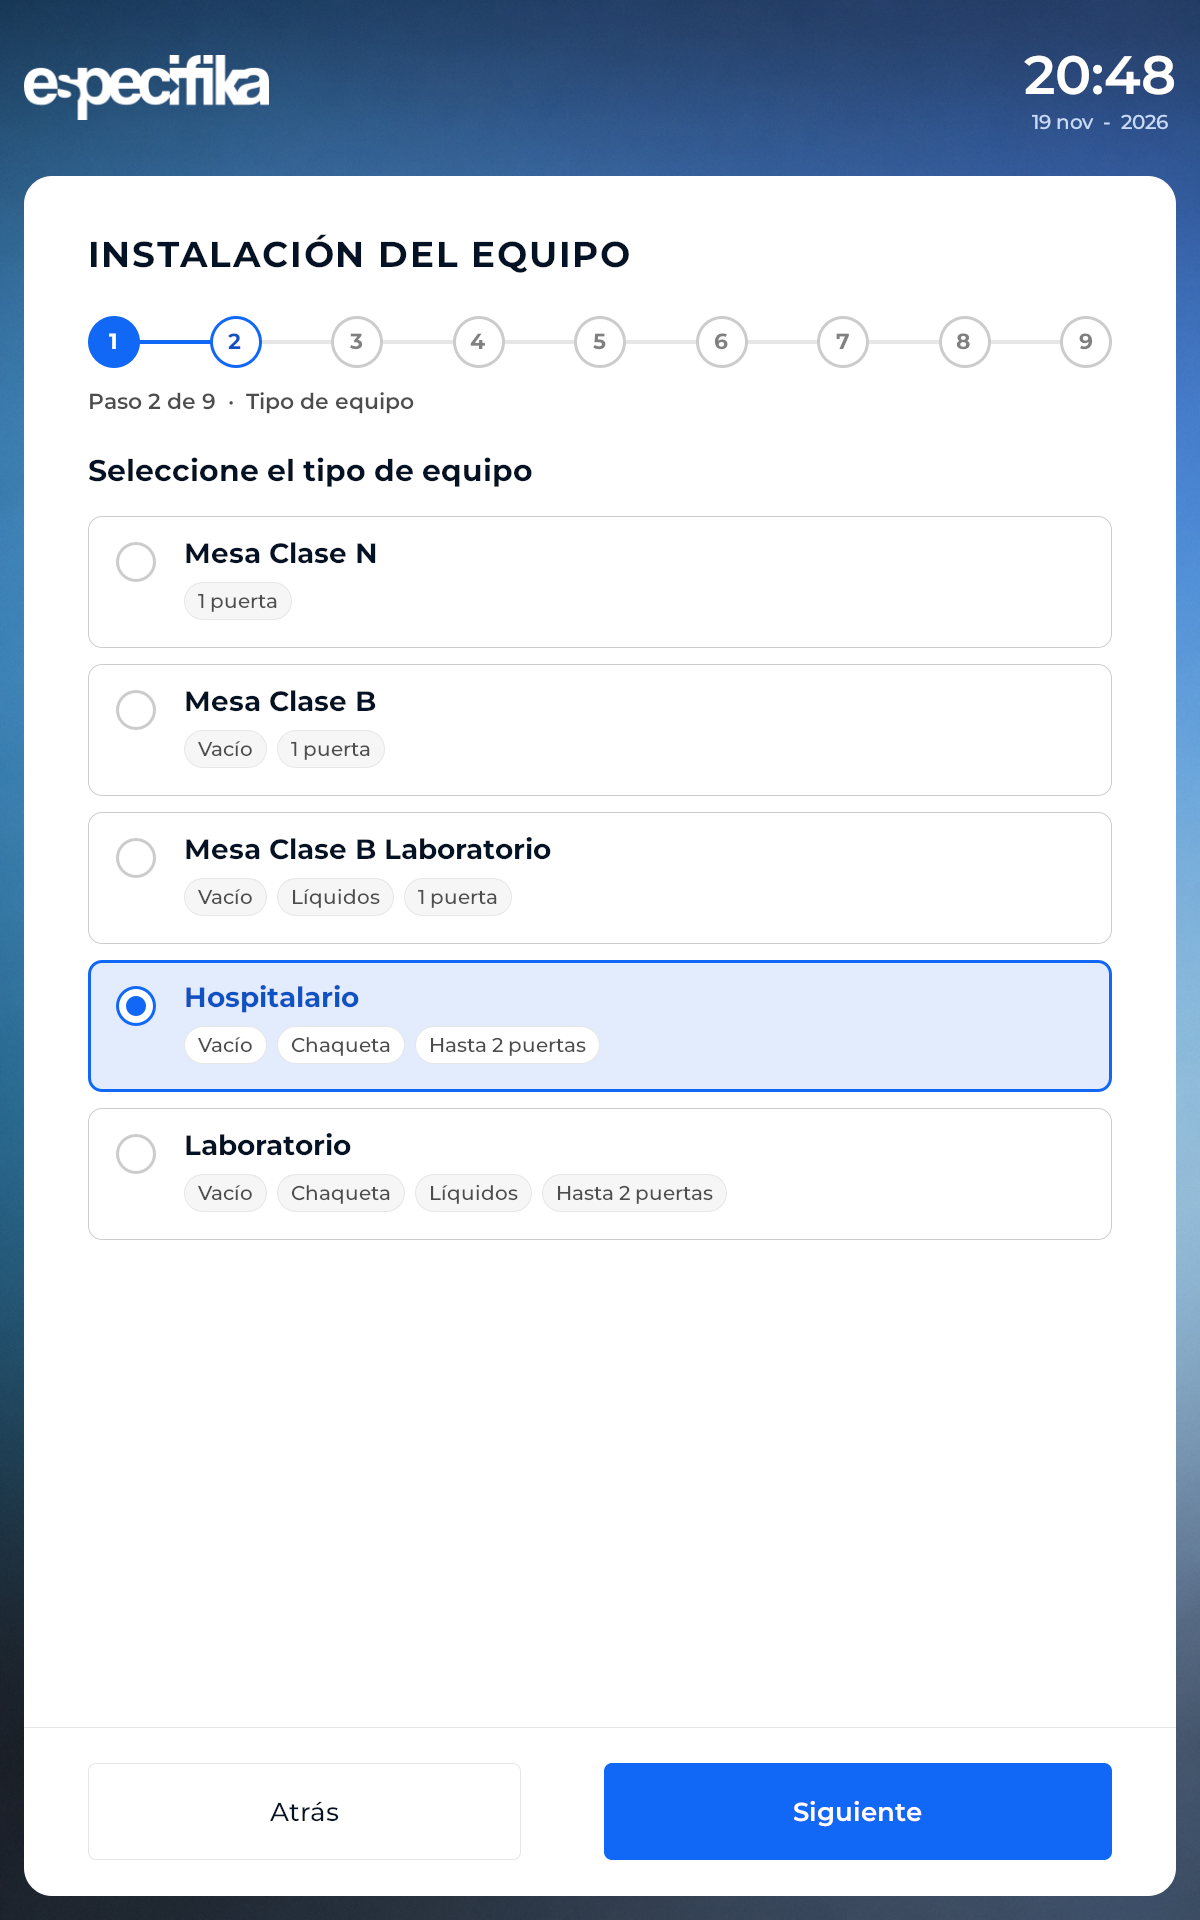 especifika
20:48
19 nov - 2026
INSTALACIÓN DEL EQUIPO
1 2 3 4 5 6 7 8 9
Paso 2 de 9 · Tipo de equipo
Seleccione el tipo de equipo
Mesa Clase N
1 puerta
Mesa Clase B
Vacío 1 puerta
Mesa Clase B Laboratorio
Vacío Líquidos 1 puerta
Hospitalario
Vacío Chaqueta Hasta 2 puertas
Laboratorio
Vacío Chaqueta Líquidos Hasta 2 puertas
Atrás Siguiente